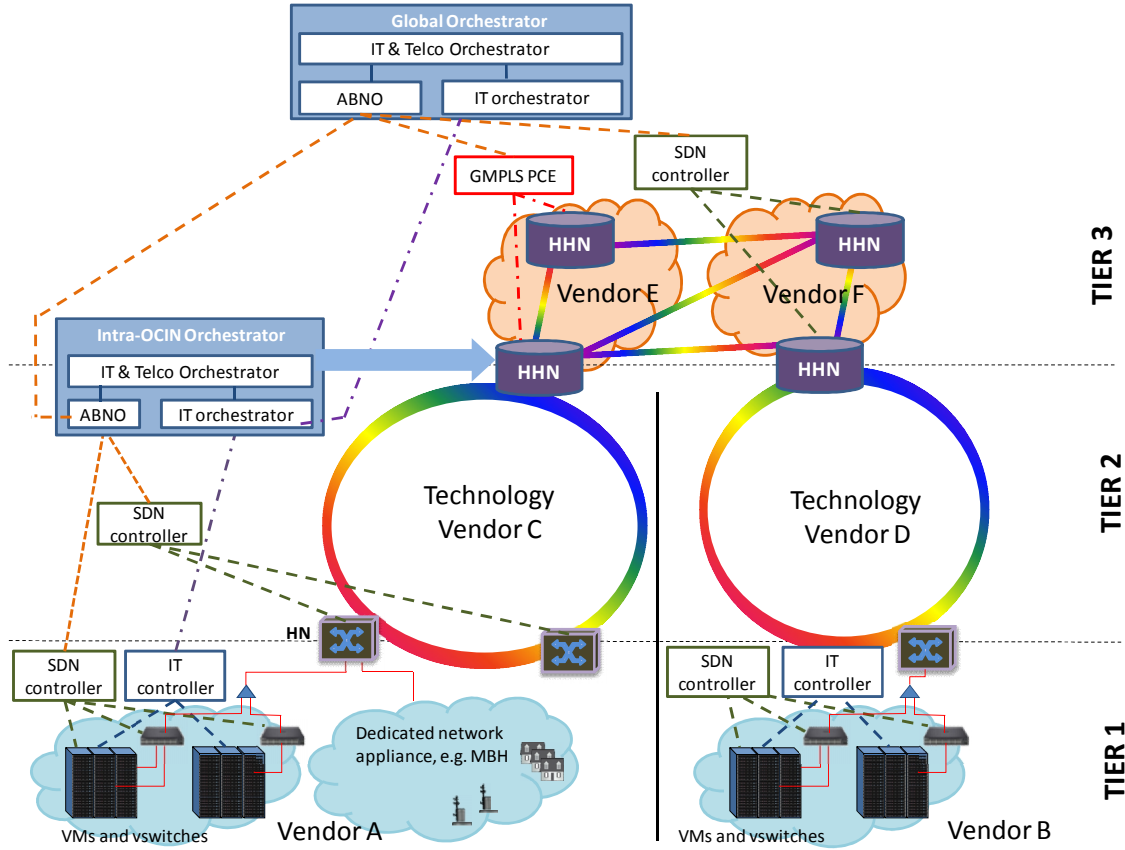 Global Orchestrator
IT & Telco Orchestrator
ABNO
IT orchestrator
GMPLS PCE
SDN
controller
HHN
HHN
Vendor E
Vendor F
TIER 3
Intra-OCIN Orchestrator
IT & Telco Orchestrator
ABNO
IT orchestrator
HHN
HHN
SDN
controller
Technology
Vendor C
Technology
Vendor D
TIER 2
HN
SDN
controller
IT
controller
SDN
controller
IT
controller
Dedicated network
appliance, e.g. MBH
VMs and vswitches
Vendor A
VMs and vswitches
Vendor B
TIER 1